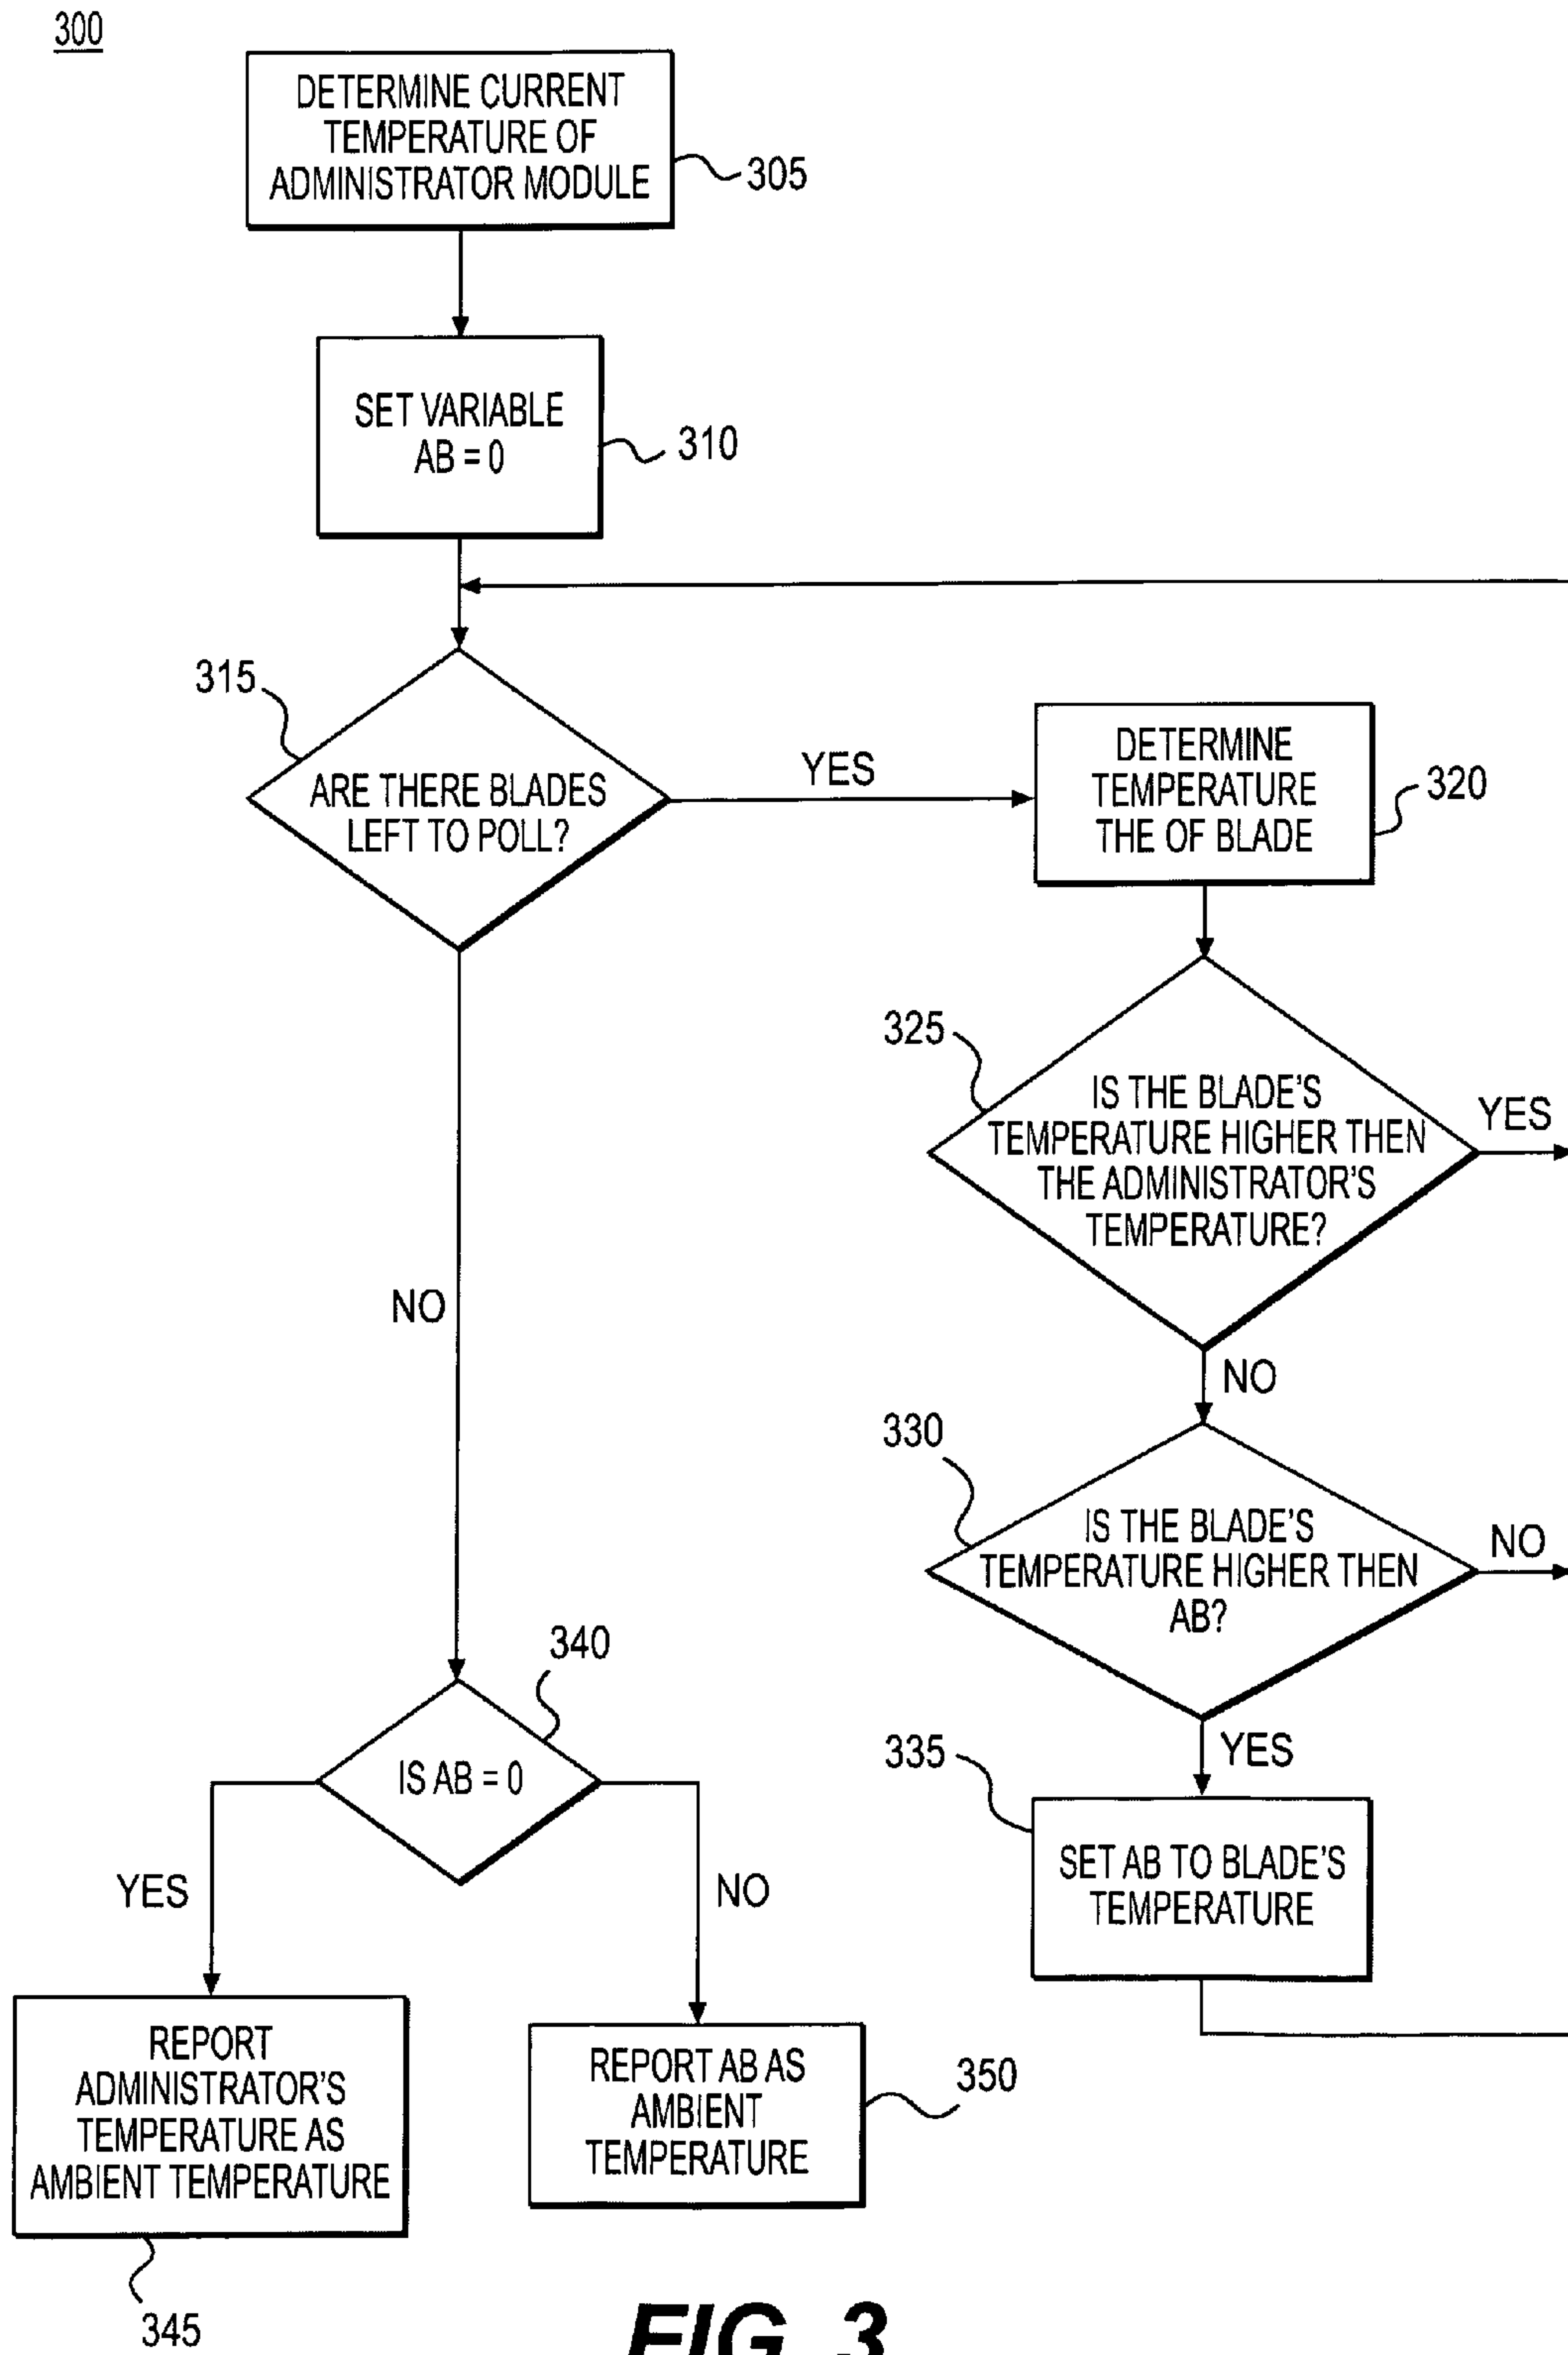 300
DETERMINE CURRENT
TEMPERATURE OF
ADMINISTRATOR MODULE
305
SET VARIABLE
AB = 0
310
315
ARE THERE BLADES
LEFT TO POLL?
YES
DETERMINE
TEMPERATURE
THE OF BLADE
320
325
IS THE BLADE'S
TEMPERATURE HIGHER THEN
THE ADMINISTRATOR'S
TEMPERATURE?
YES
NO
NO
330
IS THE BLADE'S
TEMPERATURE HIGHER THEN
AB?
NO
YES
335
SET AB TO BLADE'S
TEMPERATURE
340
IS AB = 0
YES
NO
REPORT
ADMINISTRATOR'S
TEMPERATURE AS
AMBIENT TEMPERATURE
345
REPORT AB AS
AMBIENT
TEMPERATURE
350
FIG. 3